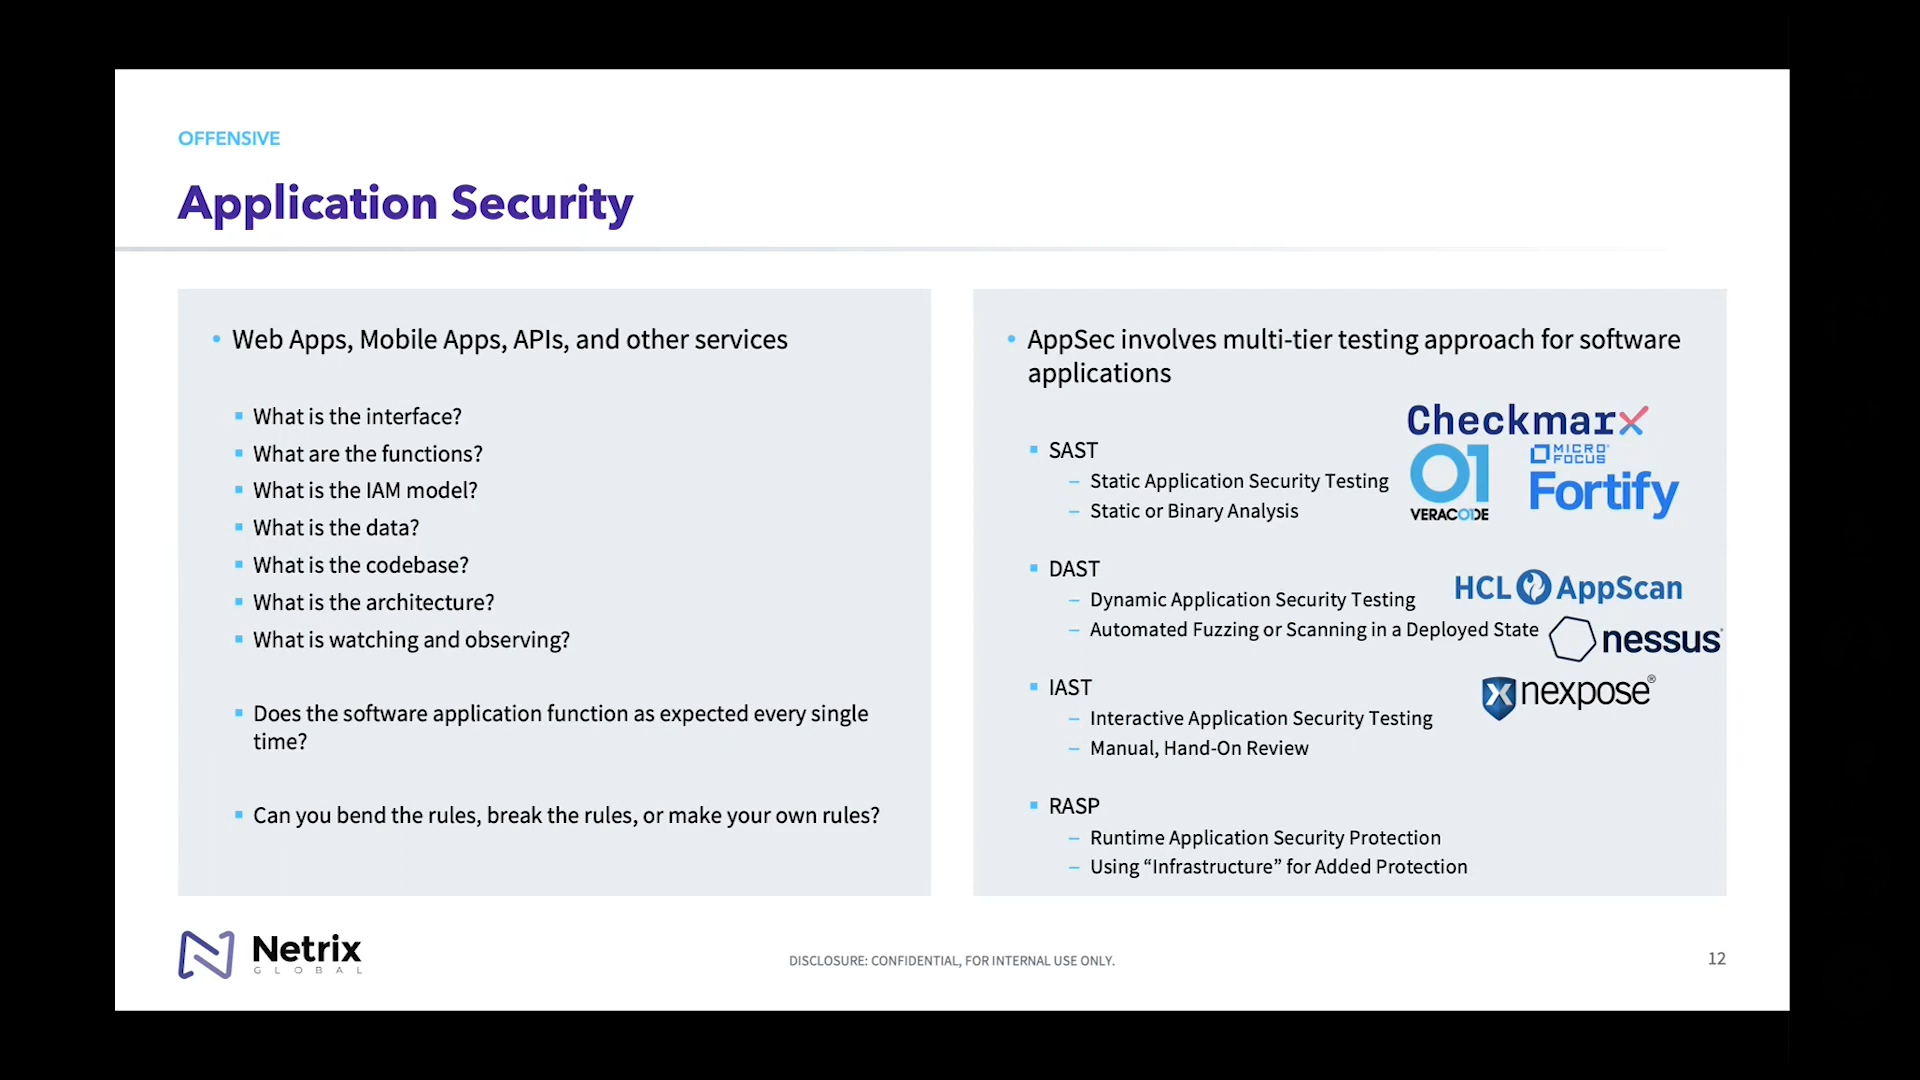 OFFENSIVE
Application Security
• Web Apps, Mobile Apps, APIs, and other services
▪ What is the interface?
▪ What are the functions?
▪ What is the IAM model?
▪ What is the data?
▪ What is the codebase?
▪ What is the architecture?
▪ What is watching and observing?
▪ Does the software application function as expected every single
time?
▪ Can you bend the rules, break the rules, or make your own rules?
• AppSec involves multi-tier testing approach for software
applications
▪ SAST
– Static Application Security Testing
– Static or Binary Analysis
Checkmarx
01
VERACODE
MICRO
FOCUS
Fortify
▪ DAST
– Dynamic Application Security Testing
– Automated Fuzzing or Scanning in a Deployed State
HCL AppScan
nessus
nexpose®
▪ IAST
– Interactive Application Security Testing
– Manual, Hand-On Review
▪ RASP
– Runtime Application Security Protection
– Using “Infrastructure” for Added Protection
Netrix
GLOBAL
DISCLOSURE: CONFIDENTIAL, FOR INTERNAL USE ONLY.
12